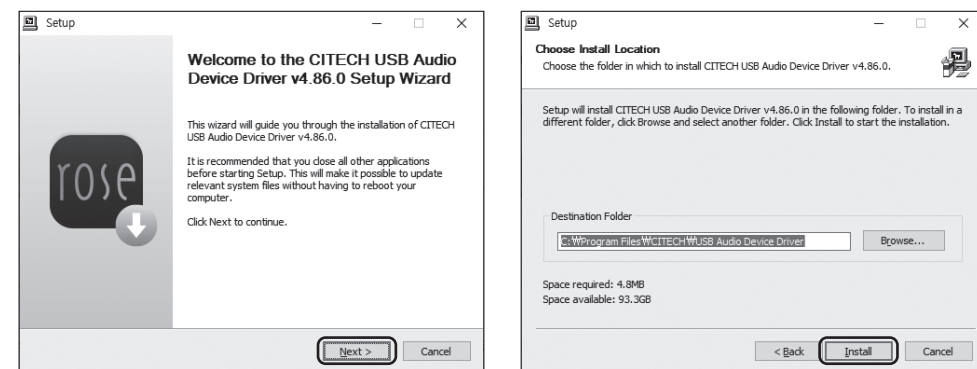 Setup
Welcome to the CITECH USB Audio
Device Driver v4.86.0 Setup Wizard
This wizard will guide you through the installation of CITECH
USB Audio Device Driver v4.86.0.
It is recommended that you close all other applications
before starting Setup. This will make it possible to update
relevant system files without having to reboot your
computer.
Click Next to continue.
rose
Next >
Cancel
Setup
Choose Install Location
Choose the folder in which to install CITECH USB Audio Device Driver v4.86.0.
Setup will install CITECH USB Audio Device Driver v4.86.0 in the following folder. To install in a
different folder, click Browse and select another folder. Click Install to start the installation.
Destination Folder
C:₩Program Files₩CITECH₩USB Audio Device Driver
Browse...
Space required: 4.8MB
Space available: 93.3GB
< Back
Install
Cancel